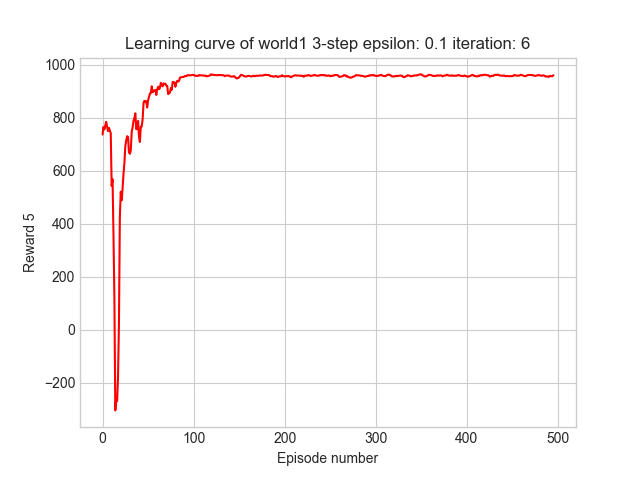 Learning curve of world1 3-step epsilon: 0.1 iteration: 6
1000
800
600
400
200
0
−200
Reward 5
0 100 200 300 400 500
Episode number